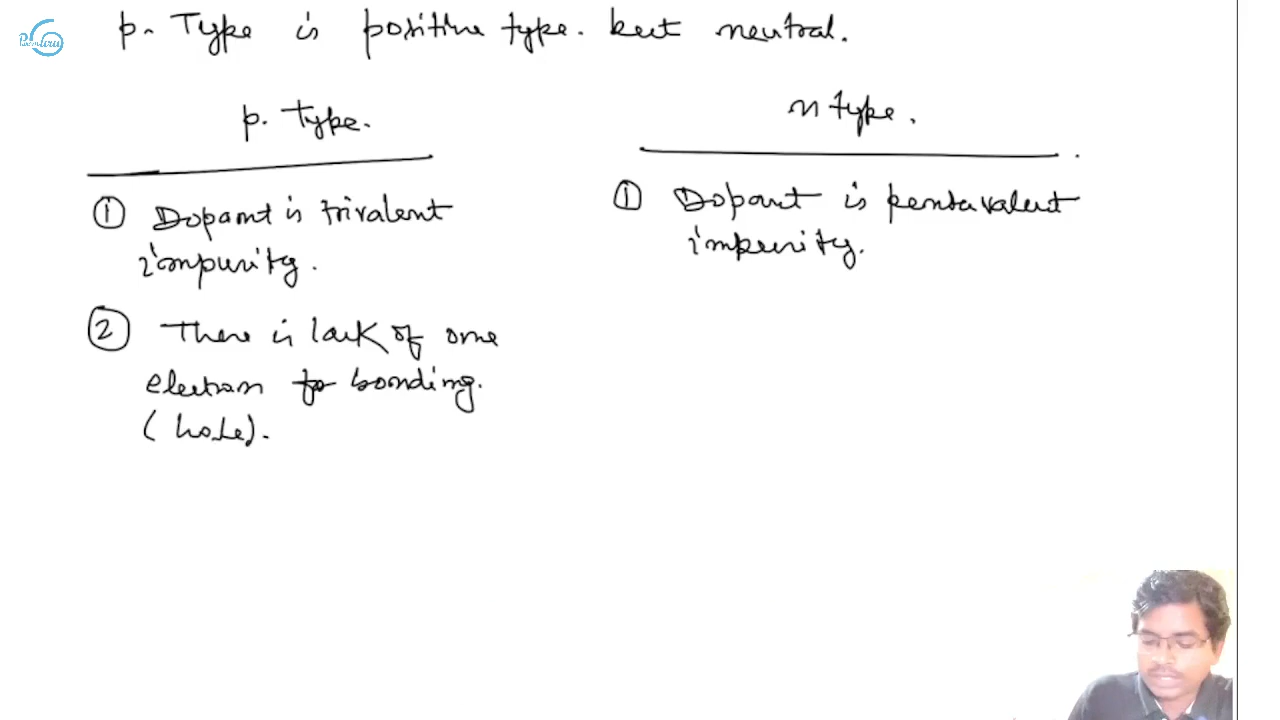 p. Type is positive type. but neutral.
p. Type.
n type.
① Dopant is trivalent
impurity.
② There is lack of one
electron for bonding.
(hole).
① Dopant is pentavalent
impurity.